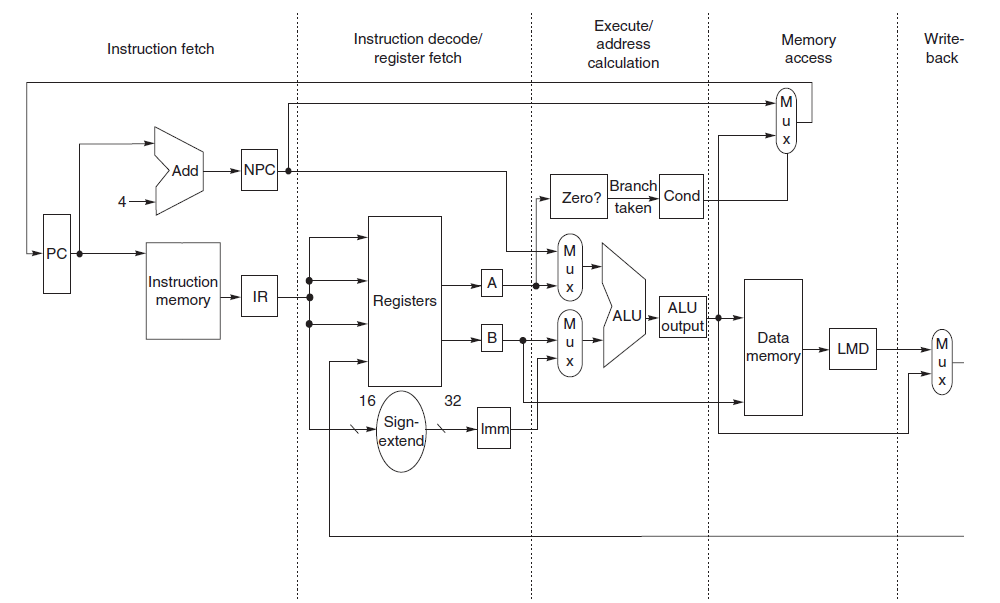 Instruction fetch
Instruction decode/
register fetch
Execute/
address
calculation
Memory
access
Write-
back
M
u
x
Add
NPC
4
Zero?
Branch
taken
Cond
PC
Instruction
memory
IR
Registers
A
B
M
u
x
M
u
x
ALU
ALU
output
Data
memory
LMD
M
u
x
16
32
Sign-
extend
Imm